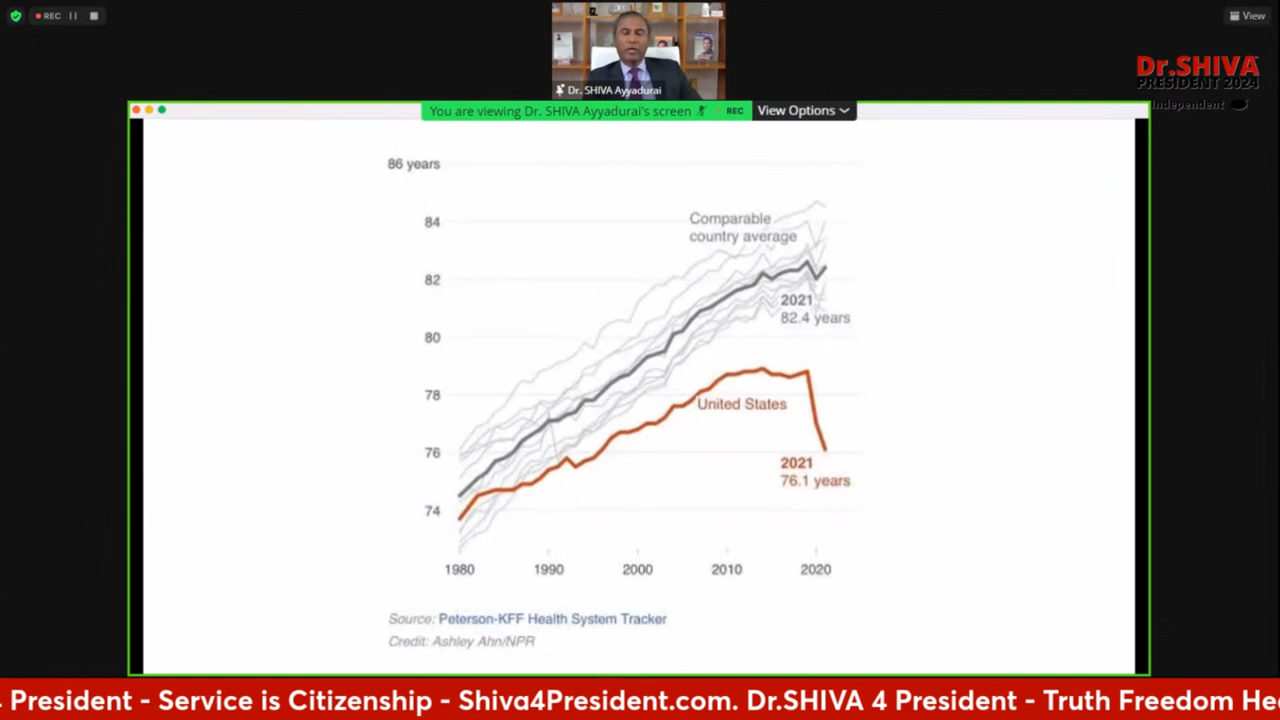 REC
View
Dr. SHIVA Ayyadurai
Dr.SHIVA
PRESIDENT 2024
Independent
You are viewing Dr. SHIVA Ayyadurai's screen
REC
View Options
86 years
84
82
80
78
76
74
Comparable
country average
2021
82.4 years
United States
2021
76.1 years
1980 1990 2000 2010 2020
Source: Peterson-KFF Health System Tracker
Credit: Ashley Ahn/NPR
President - Service is Citizenship - Shiva4President.com. Dr.SHIVA 4 President - Truth Freedom He